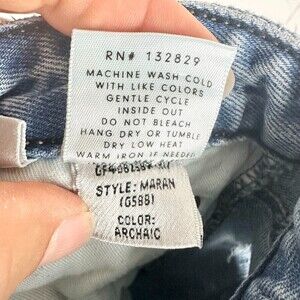 RN# 132829
MACHINE WASH COLD
WITH LIKE COLORS
GENTLE CYCLE
INSIDE OUT
DO NOT BLEACH
HANG DRY OR TUMBLE
DRY LOW HEAT
WARM IRON IF NEEDED
STYLE: MARAN
(G588)
COLOR:
ARCHAIC